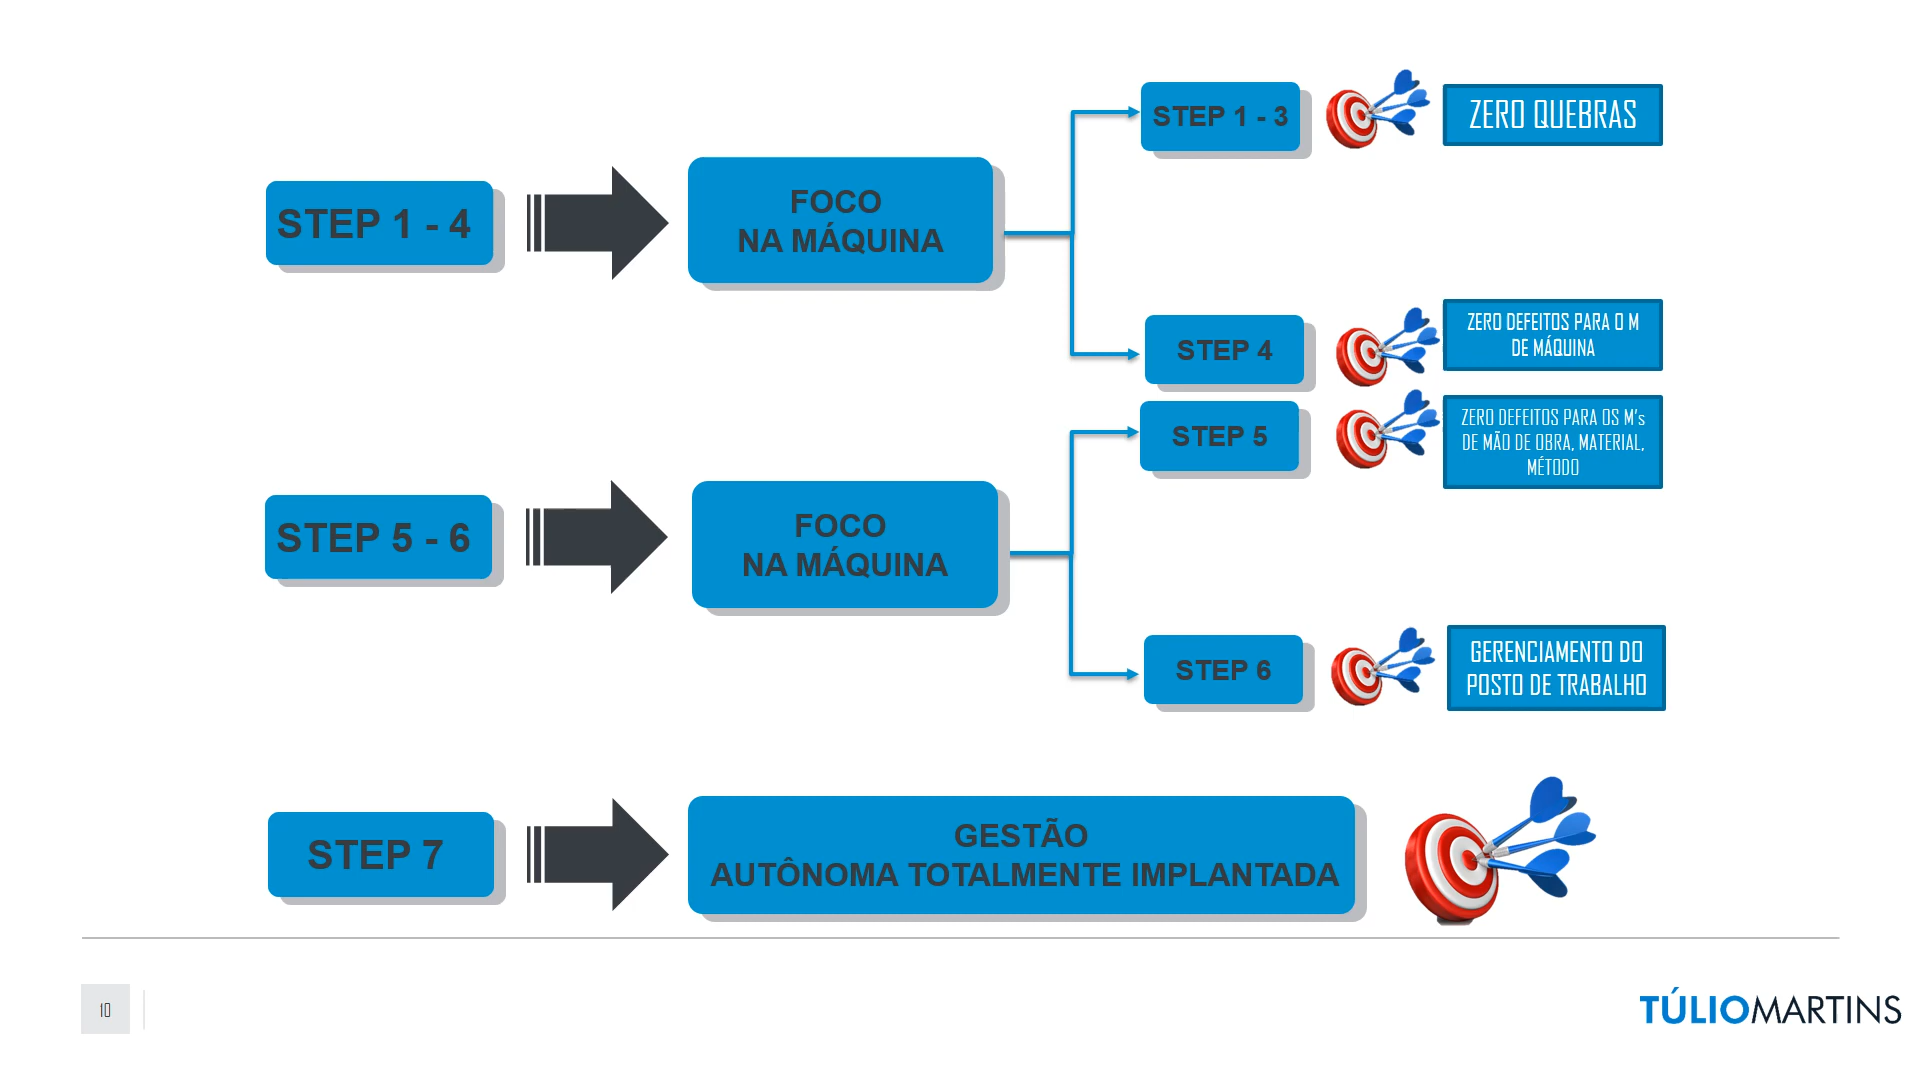 STEP 1 - 4
FOCO
NA MÁQUINA
STEP 1 - 3
ZERO QUEBRAS
STEP 4
ZERO DEFEITOS PARA O M
DE MÁQUINA
STEP 5 - 6
FOCO
NA MÁQUINA
STEP 5
ZERO DEFEITOS PARA OS M's
DE MÃO DE OBRA, MATERIAL,
MÉTODO
STEP 6
GERENCIAMENTO DO
POSTO DE TRABALHO
STEP 7
GESTÃO
AUTÔNOMA TOTALMENTE IMPLANTADA
10
TÚLIOMARTINS